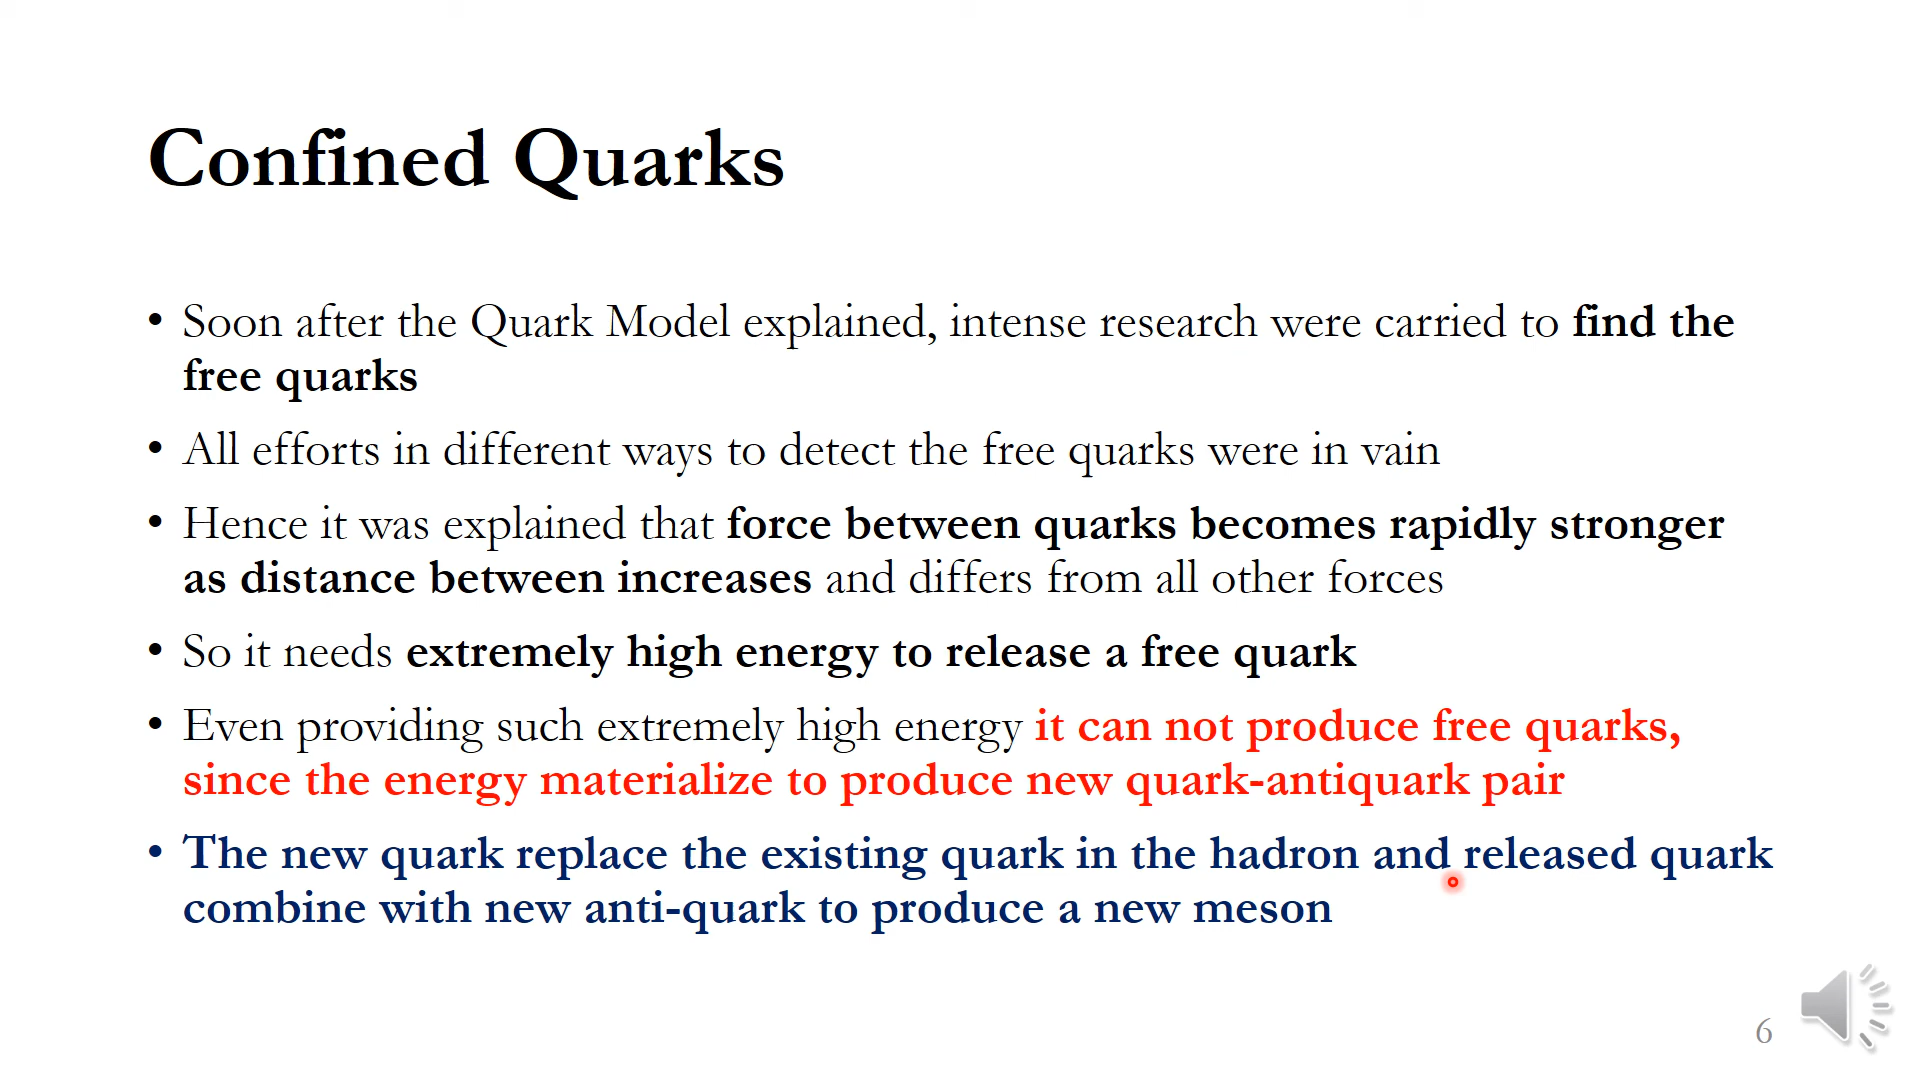 Confined Quarks
• Soon after the Quark Model explained, intense research were carried to find the
free quarks
• All efforts in different ways to detect the free quarks were in vain
• Hence it was explained that force between quarks becomes rapidly stronger
as distance between increases and differs from all other forces
• So it needs extremely high energy to release a free quark
• Even providing such extremely high energy it can not produce free quarks,
since the energy materialize to produce new quark-antiquark pair
• The new quark replace the existing quark in the hadron and released quark
combine with new anti-quark to produce a new meson
6